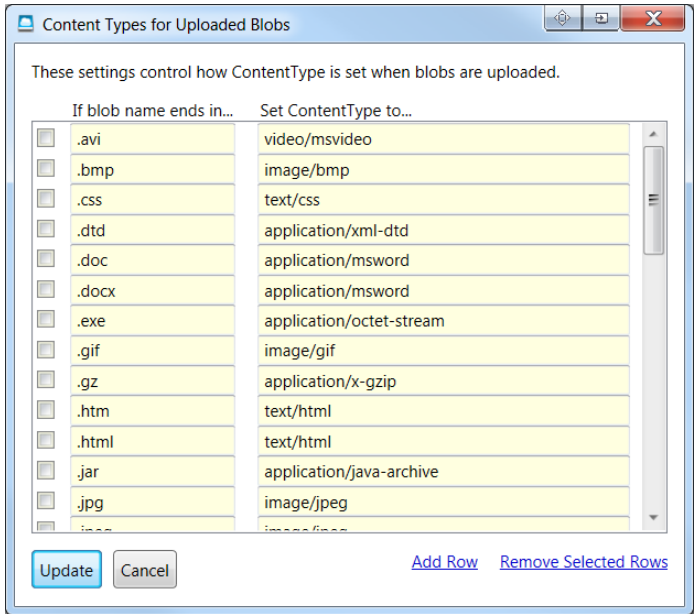 Content Types for Uploaded Blobs
These settings control how ContentType is set when blobs are uploaded.
If blob name ends in... Set ContentType to...
.avi video/msvideo
.bmp image/bmp
.css text/css
.dtd application/xml-dtd
.doc application/msword
.docx application/msword
.exe application/octet-stream
.gif image/gif
.gz application/x-gzip
.htm text/html
.html text/html
.jar application/java-archive
.jpg image/jpeg
.jpeg image/jpeg
Update Cancel Add Row Remove Selected Rows